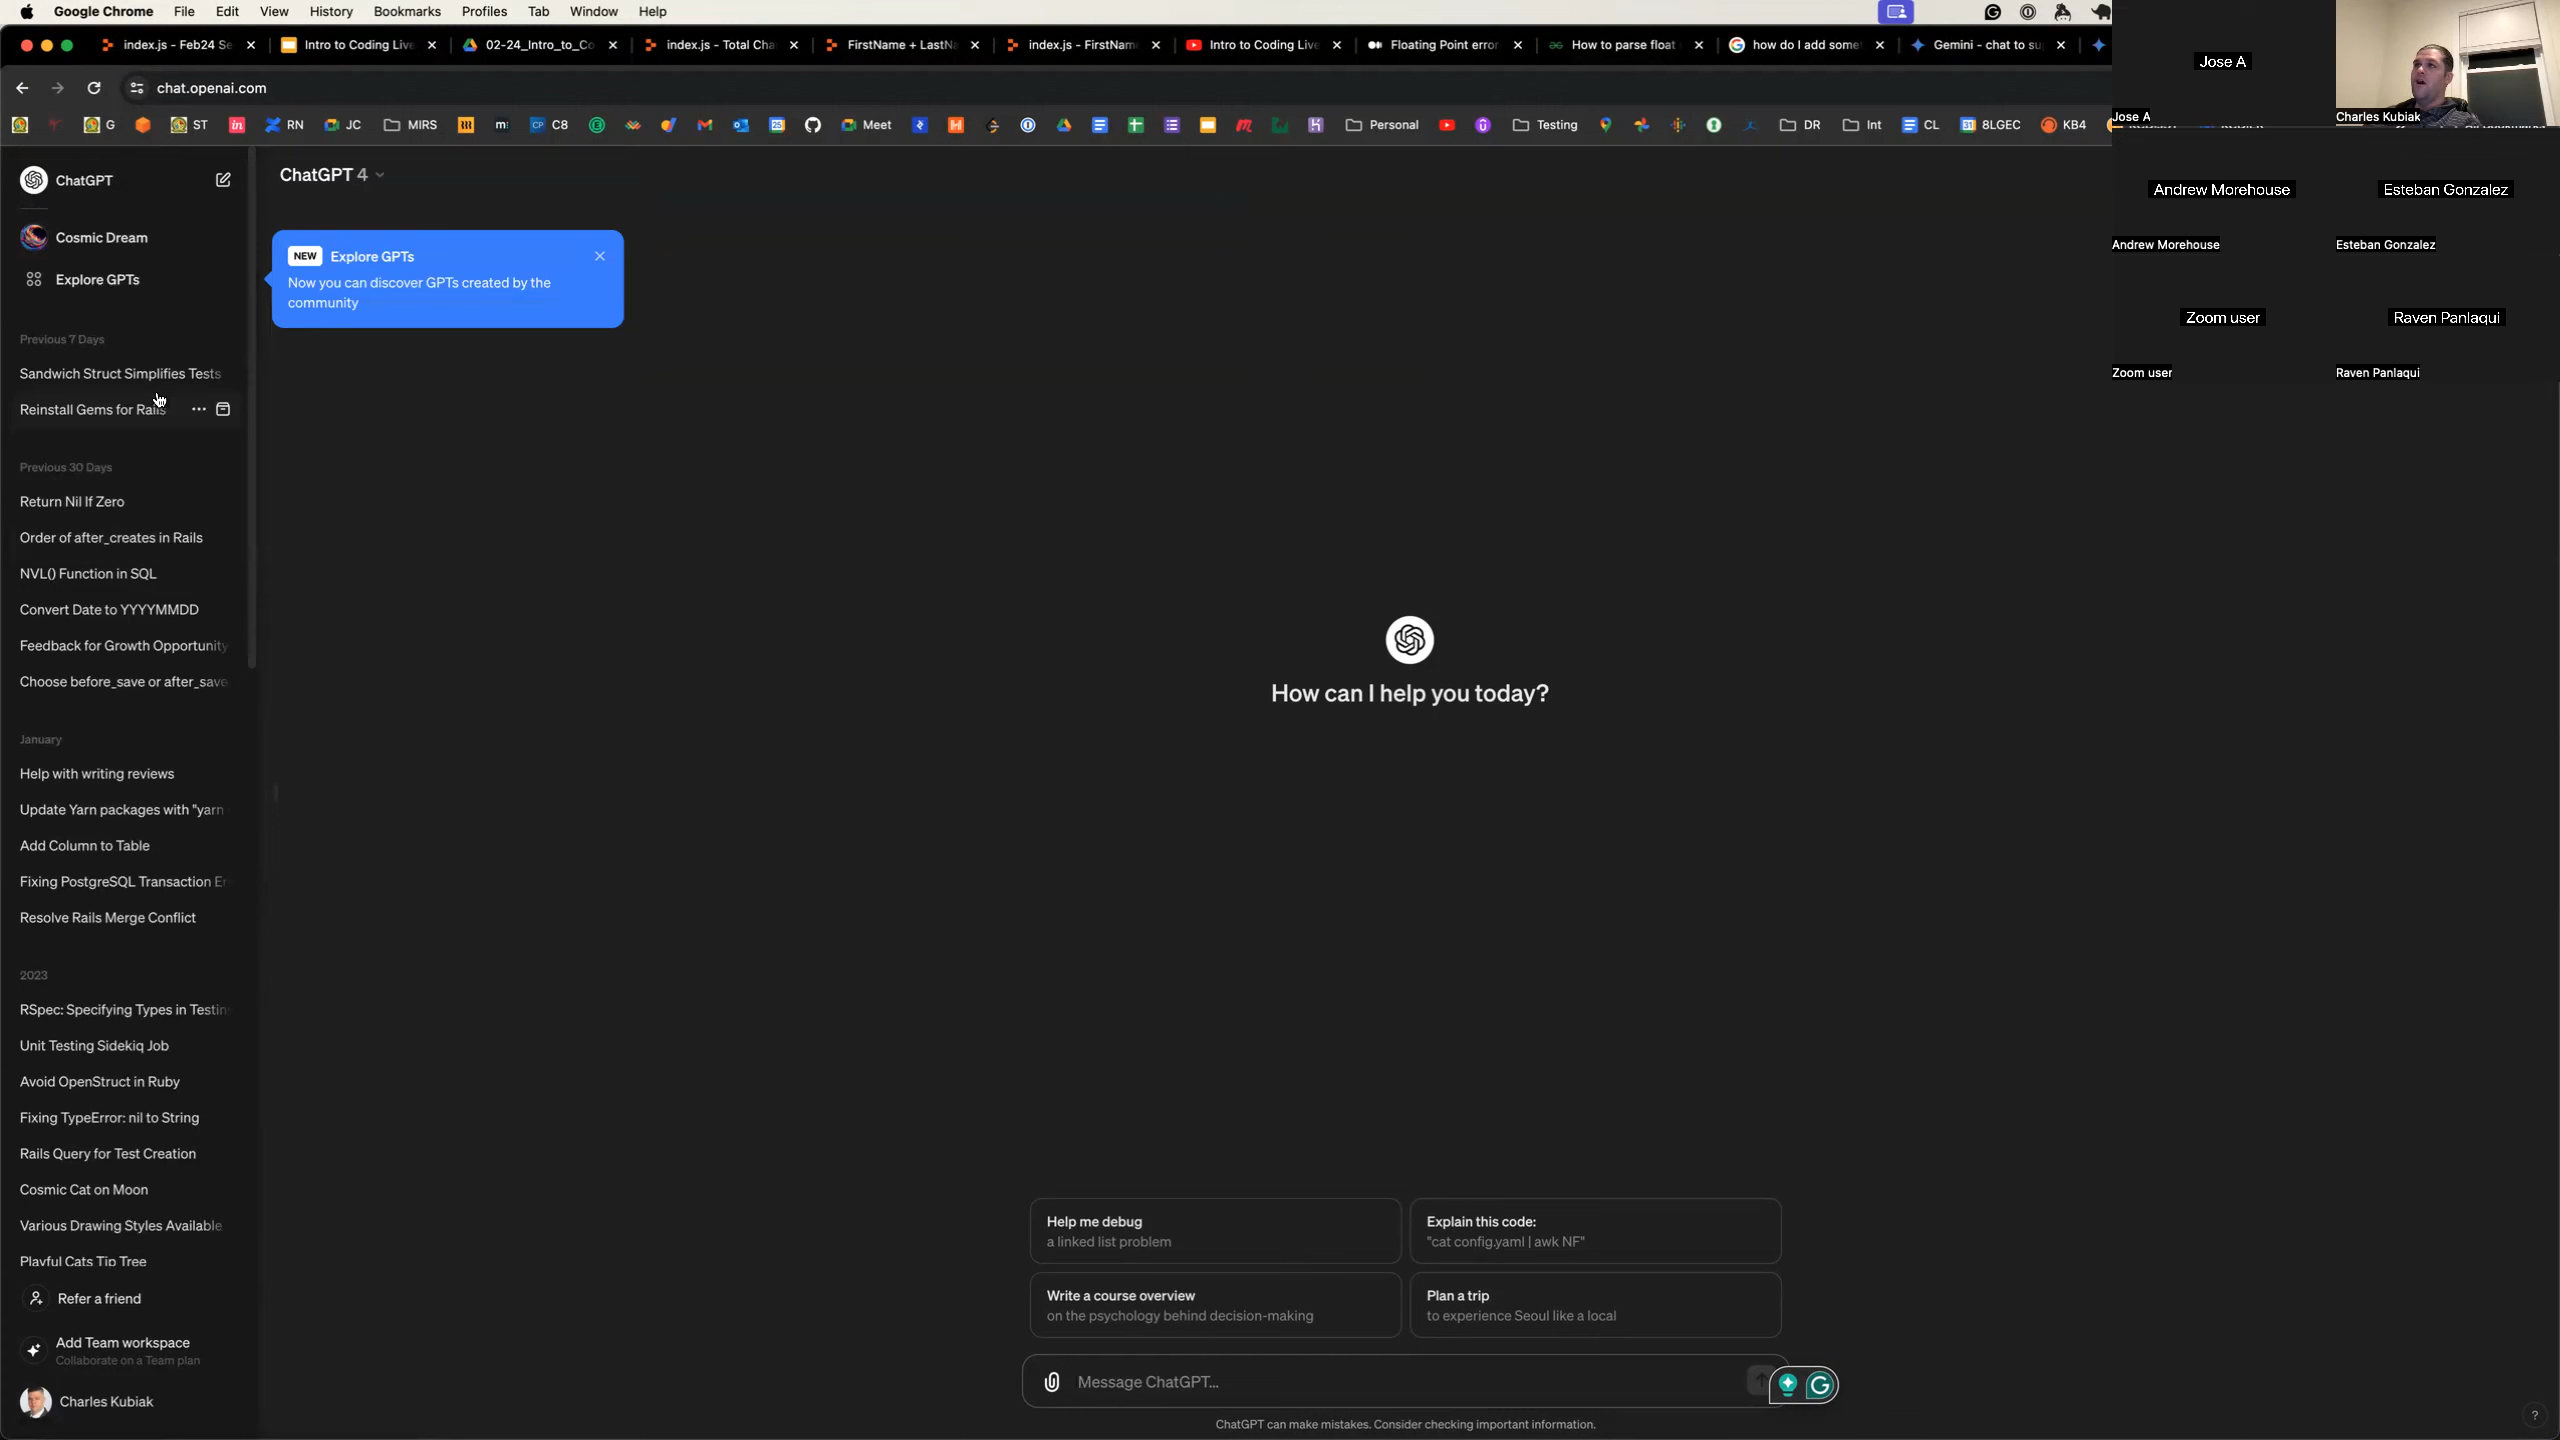 Google Chrome File Edit View History Bookmarks Profiles Tab Window Help
index.js - Feb24 Se
Intro to Coding Live
02-24_Intro_to_Co
index.js - Total Cha
FirstName + LastNa
index.js - FirstNam
Intro to Coding Live
Floating Point error
How to parse float
how do I add some
Gemini - chat to su
chat.openai.com
G
ST
RN
JC
MIRS
C8
Meet
Personal
Testing
DR
Int
CL
8LGEC
KB4
Jose A
Jose A
Charles Kubiak
Andrew Morehouse
Esteban Gonzalez
Andrew Morehouse
Esteban Gonzalez
Zoom user
Raven Panlaqui
Zoom user
Raven Panlaqui
ChatGPT
Cosmic Dream
Explore GPTs
Previous 7 Days
Sandwich Struct Simplifies Tests
Reinstall Gems for Rails
Previous 30 Days
Return Nil If Zero
Order of after_creates in Rails
NVL() Function in SQL
Convert Date to YYYYMMDD
Feedback for Growth Opportunity
Choose before_save or after_save
January
Help with writing reviews
Update Yarn packages with "yarn
Add Column to Table
Fixing PostgreSQL Transaction Er
Resolve Rails Merge Conflict
2023
RSpec: Specifying Types in Testin
Unit Testing Sidekiq Job
Avoid OpenStruct in Ruby
Fixing TypeError: nil to String
Rails Query for Test Creation
Cosmic Cat on Moon
Various Drawing Styles Available
Playful Cats Tip Tree
Refer a friend
Add Team workspace
Collaborate on a Team plan
Charles Kubiak
ChatGPT 4
NEW Explore GPTs
Now you can discover GPTs created by the
community
How can I help you today?
Help me debug
a linked list problem
Explain this code:
"cat config.yaml | awk NF"
Write a course overview
on the psychology behind decision-making
Plan a trip
to experience Seoul like a local
Message ChatGPT...
ChatGPT can make mistakes. Consider checking important information.
?